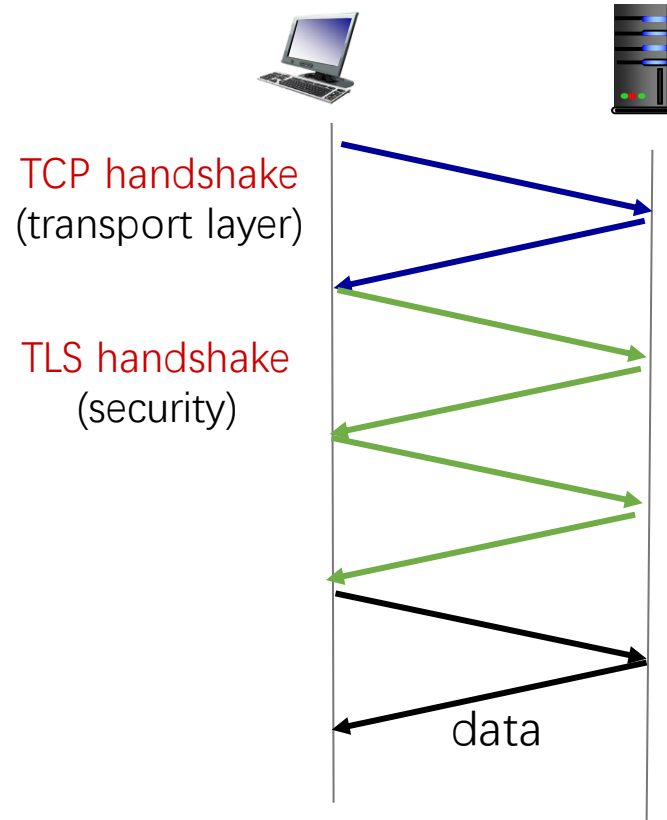 TCP handshake
(transport layer)
TLS handshake
(security)
data